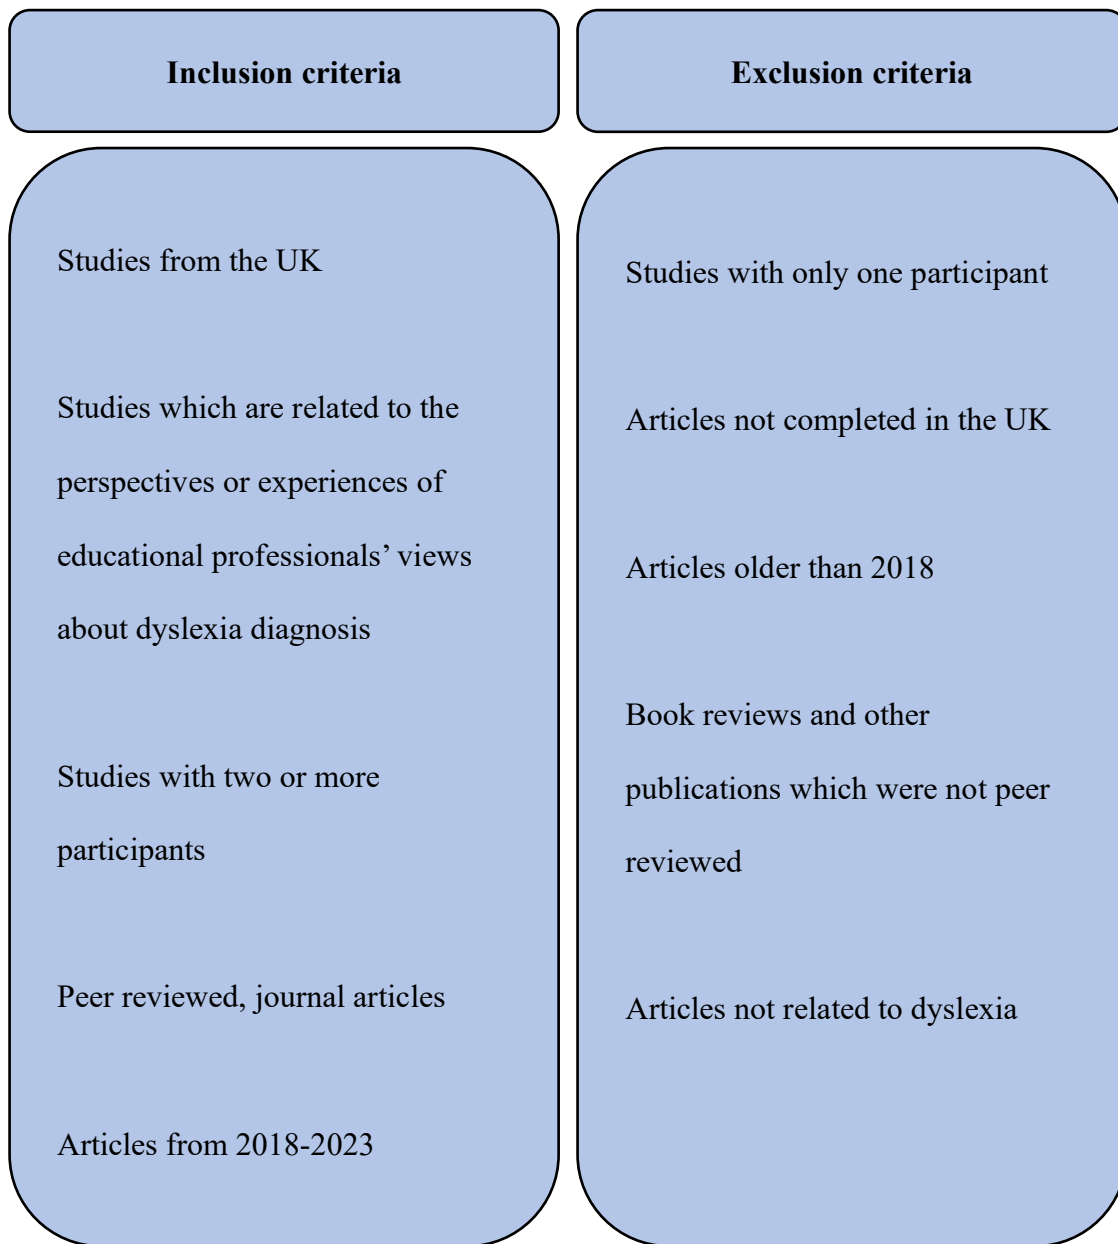 Inclusion criteria
Exclusion criteria
Studies from the UK
Studies which are related to the
perspectives or experiences of
educational professionals’ views
about dyslexia diagnosis
Studies with two or more
participants
Peer reviewed, journal articles
Articles from 2018-2023
Studies with only one participant
Articles not completed in the UK
Articles older than 2018
Book reviews and other
publications which were not peer
reviewed
Articles not related to dyslexia